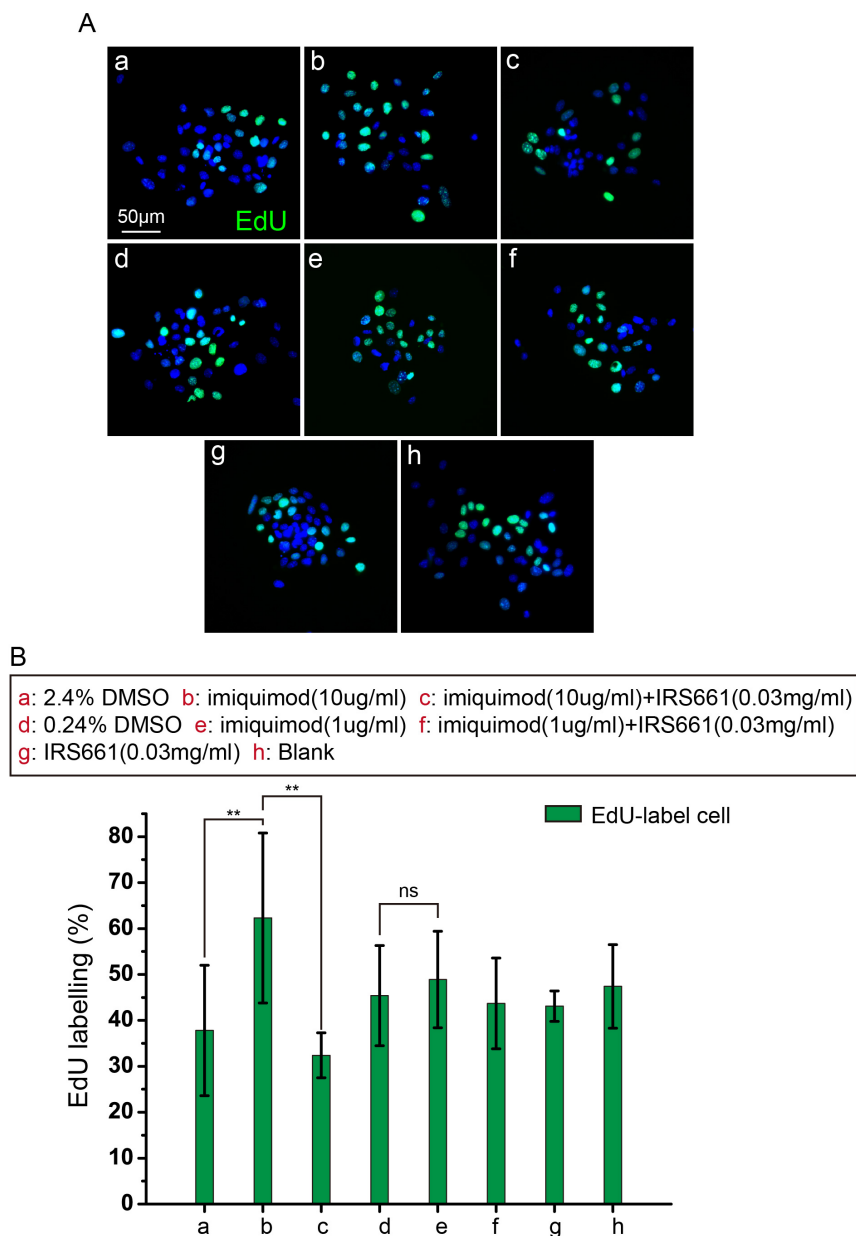 A
a
b
c
50μm
EdU
d
e
f
g
h
B
a: 2.4% DMSO b: imiquimod(10ug/ml) c: imiquimod(10ug/ml)+IRS661(0.03mg/ml)
d: 0.24% DMSO e: imiquimod(1ug/ml) f: imiquimod(1ug/ml)+IRS661(0.03mg/ml)
g: IRS661(0.03mg/ml) h: Blank
**
**
EdU-label cell
ns
EdU labelling (%)
80
70
60
50
40
30
20
10
0
a b c d e f g h